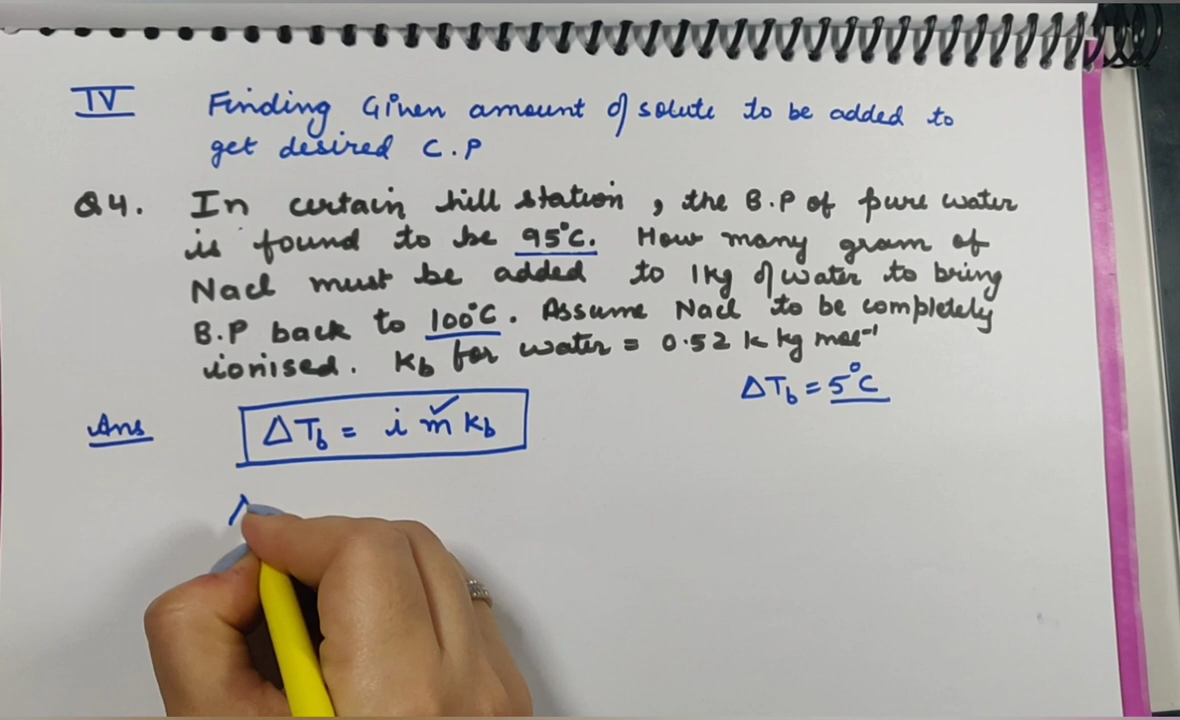 IV Finding Given amount of solute to be added to
get desired C.P
Q4. In certain hill station, the B.P of pure water
is found to be 95°C. How many gram of
Nacl must be added to 1kg of water to bring
B.P back to 100°C. Assume Nacl to be completely
ionised. Kb for water = 0.52 k kg mol⁻¹
ΔTb = 5°C
Ans ΔTb = i m kb